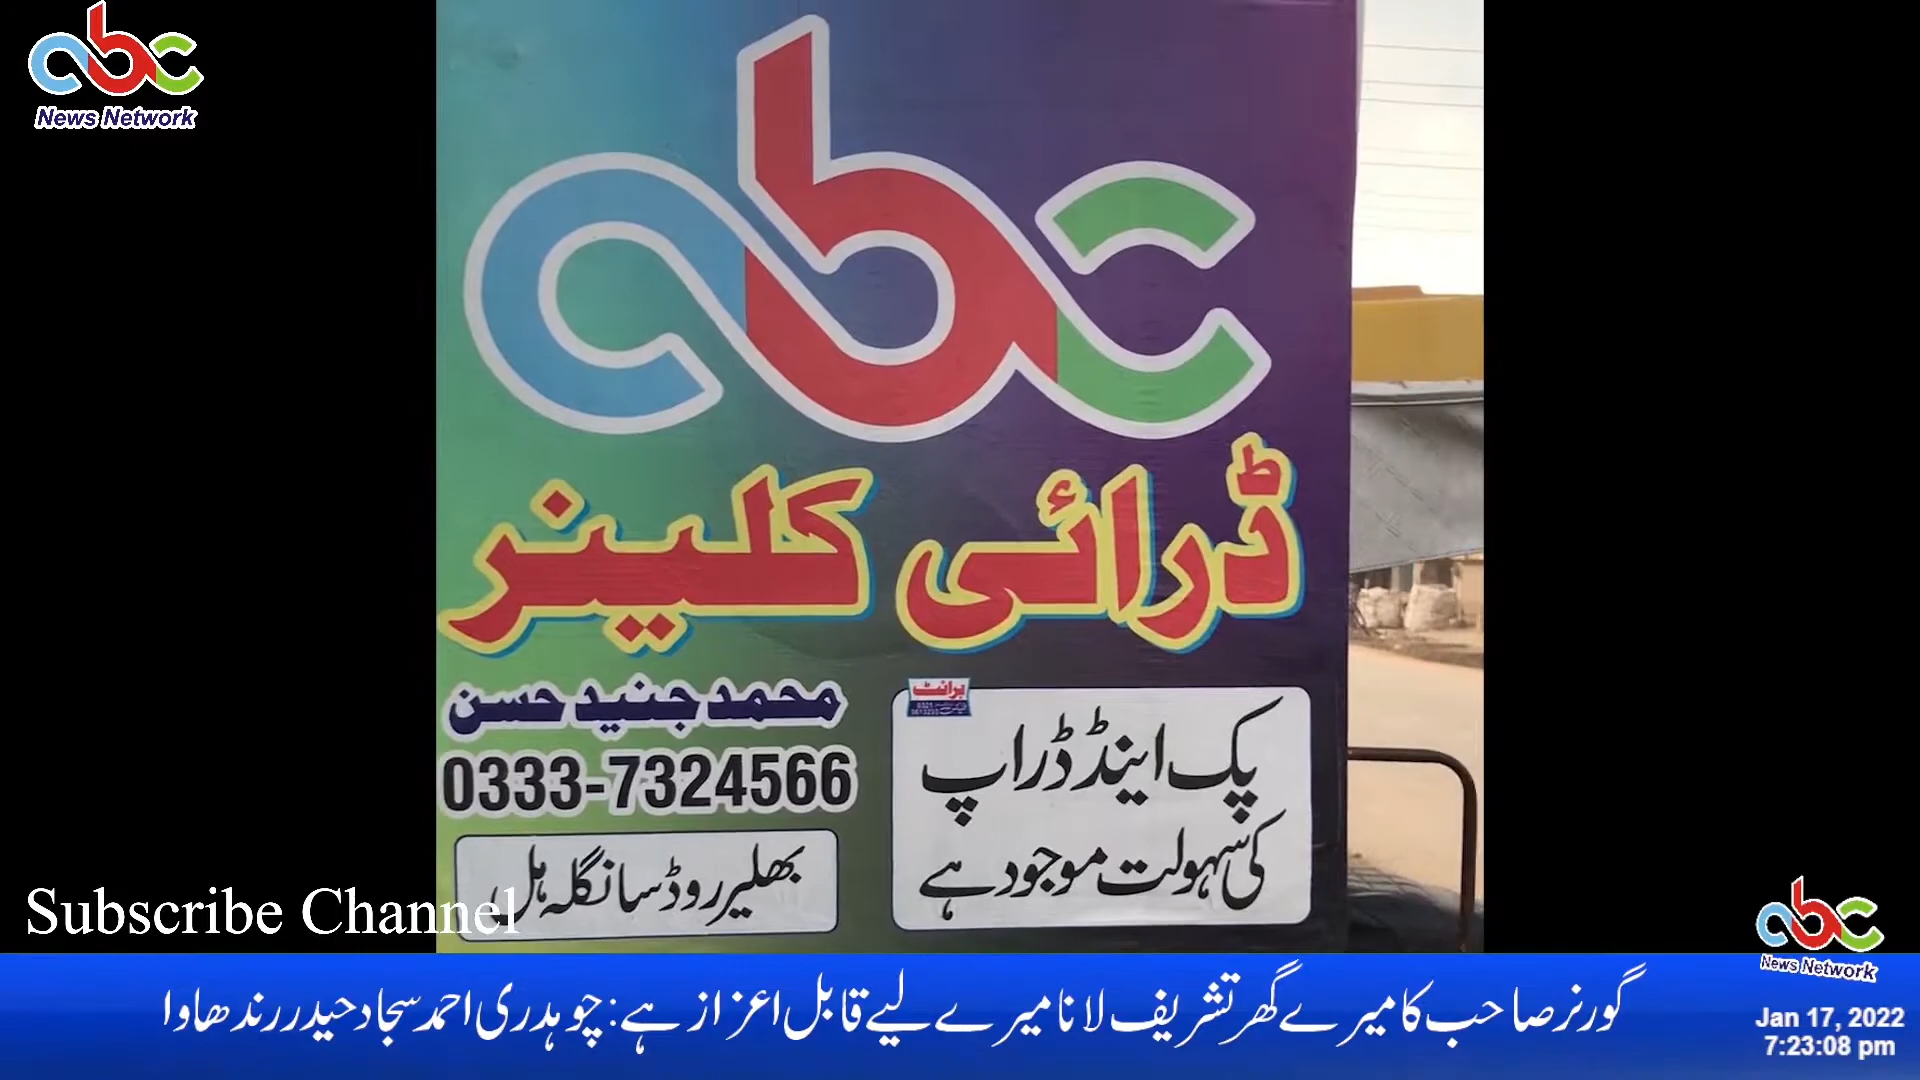 abc
News Network
abc
ڈرائی کلینر
محمد جنید حسن
0333-7324566
بھلیر روڈ سانگلہ ہل
پرائٹ
پک اینڈ ڈراپ
کی سہولت موجود ہے
Subscribe Channel
abc
News Network
گورنر صاحب کا میرے گھر تشریف لانا میرے لیے قابل اعزاز ہے: چوہدری احمد سجاد حیدر رندھاوا
Jan 17, 2022
7:23:08 pm